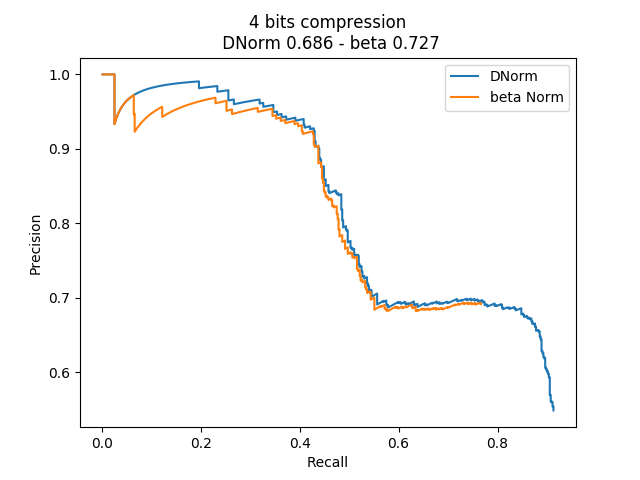 4 bits compression
DNorm 0.686 - beta 0.727
DNorm
beta Norm
1.0
0.9
0.8
0.7
0.6
Precision
0.0 0.2 0.4 0.6 0.8
Recall